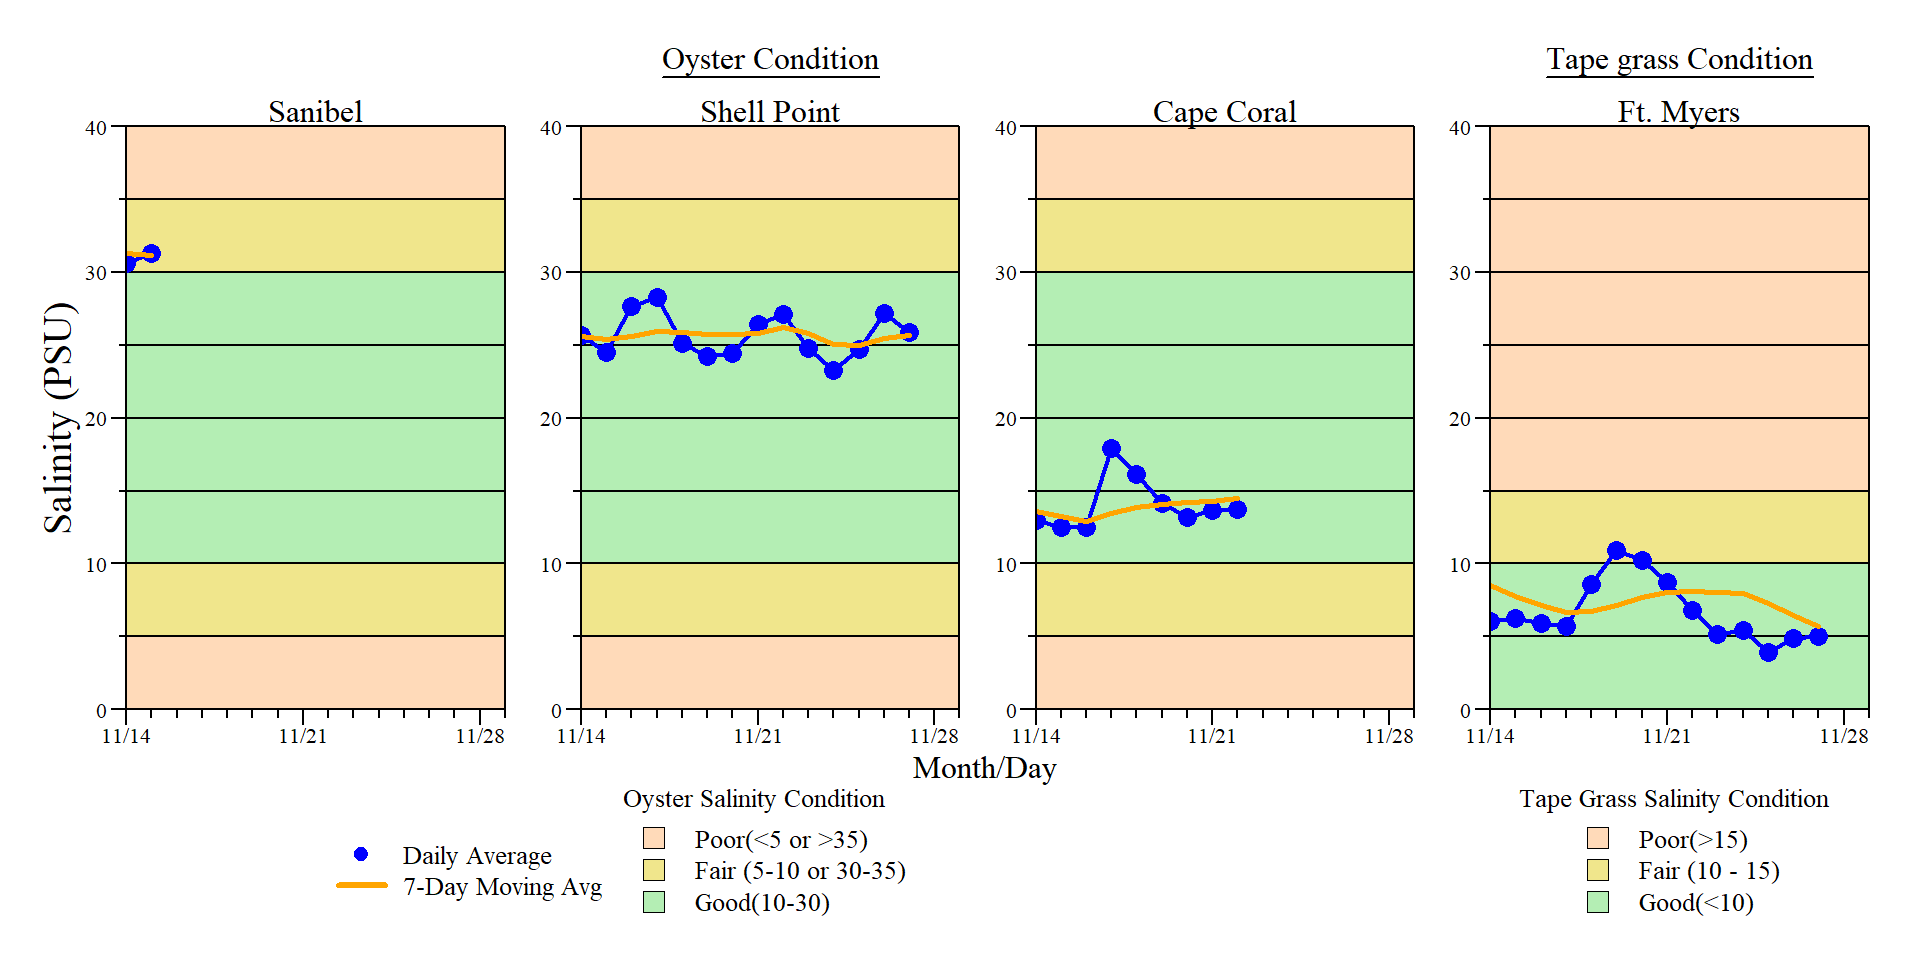 Oyster Condition
Tape grass Condition
Sanibel
Shell Point
Cape Coral
Ft. Myers
Salinity (PSU)
40
30
20
10
0
11/14
11/21
11/28
40
30
20
10
0
11/14
11/21
11/28
40
30
20
10
0
11/14
11/21
11/28
40
30
20
10
0
11/14
11/21
11/28
Month/Day
Daily Average
7-Day Moving Avg
Oyster Salinity Condition
Poor(<5 or >35)
Fair (5-10 or 30-35)
Good(10-30)
Tape Grass Salinity Condition
Poor(>15)
Fair (10 - 15)
Good(<10)